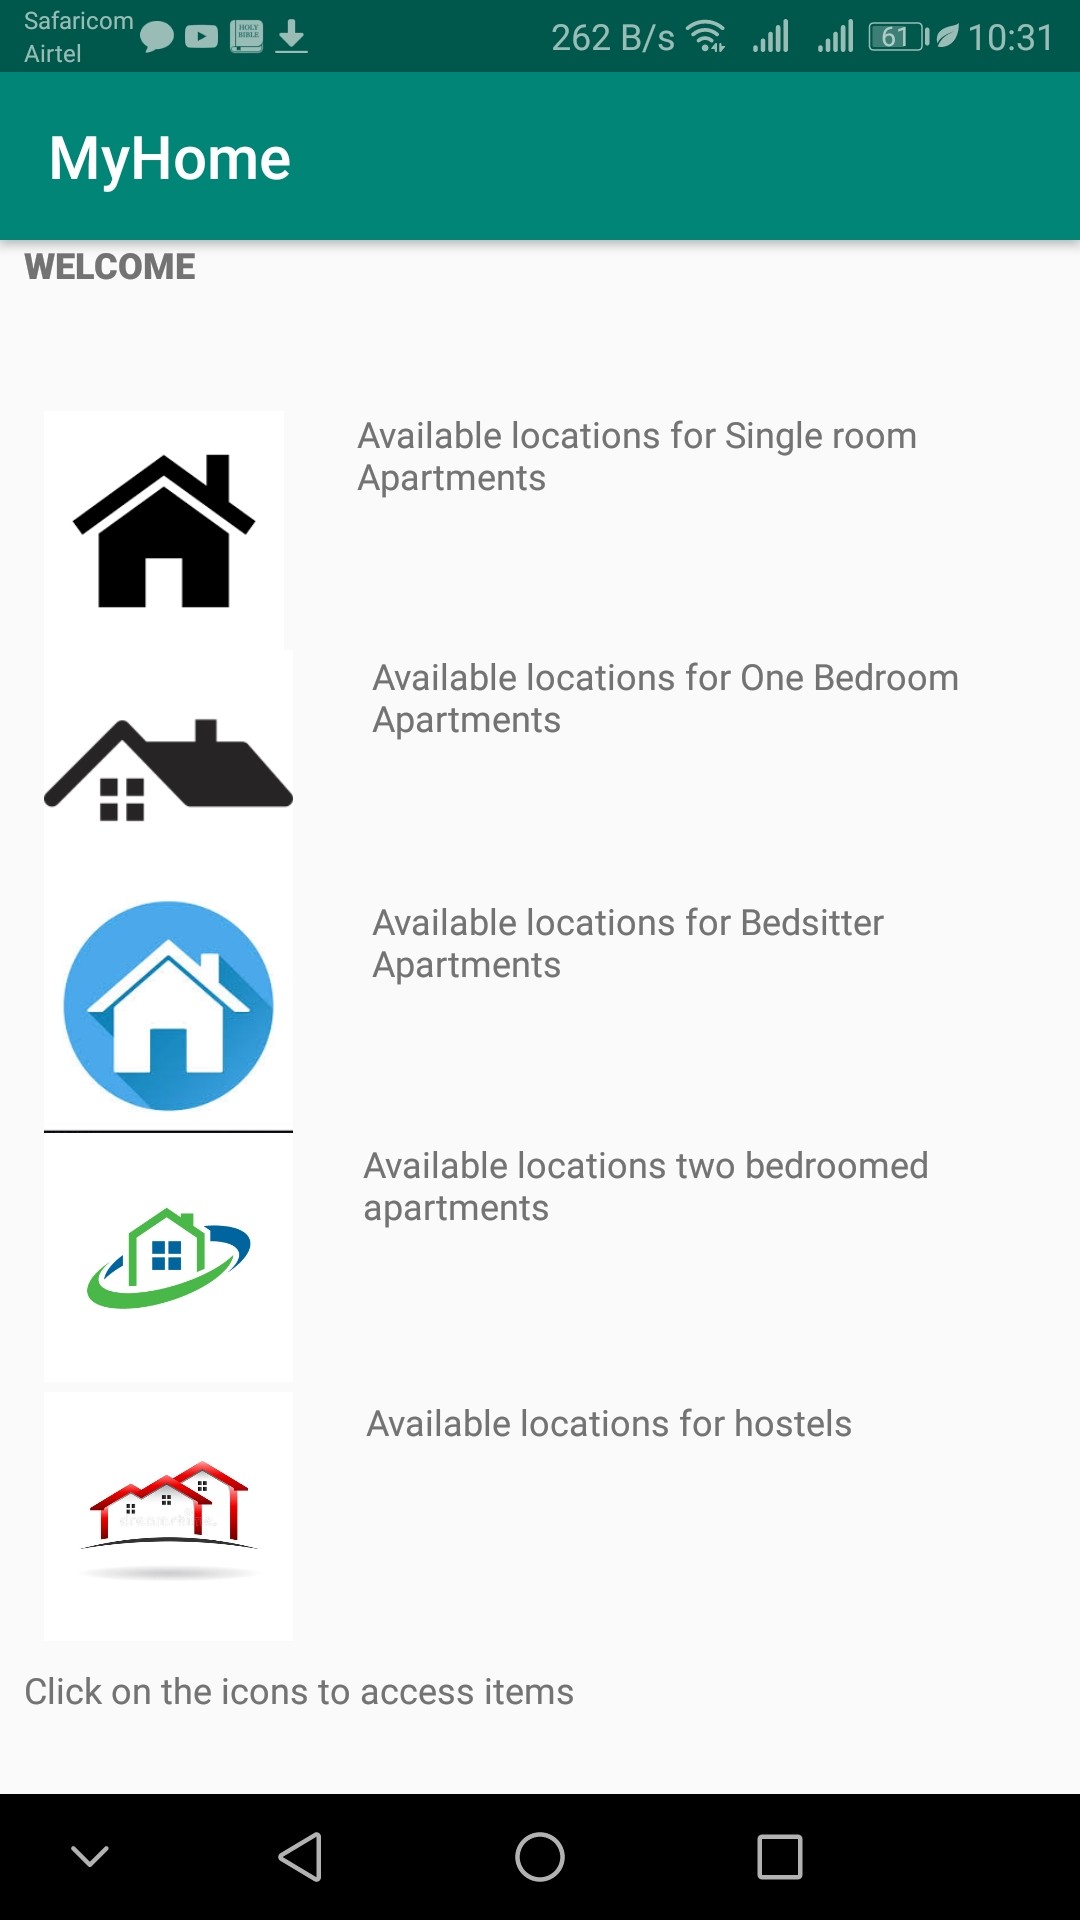 Safaricom
Airtel
HOLY
BIBLE
262 B/s
61
10:31
MyHome
WELCOME
Available locations for Single room
Apartments
Available locations for One Bedroom
Apartments
Available locations for Bedsitter
Apartments
Available locations two bedroomed
apartments
Available locations for hostels
Click on the icons to access items